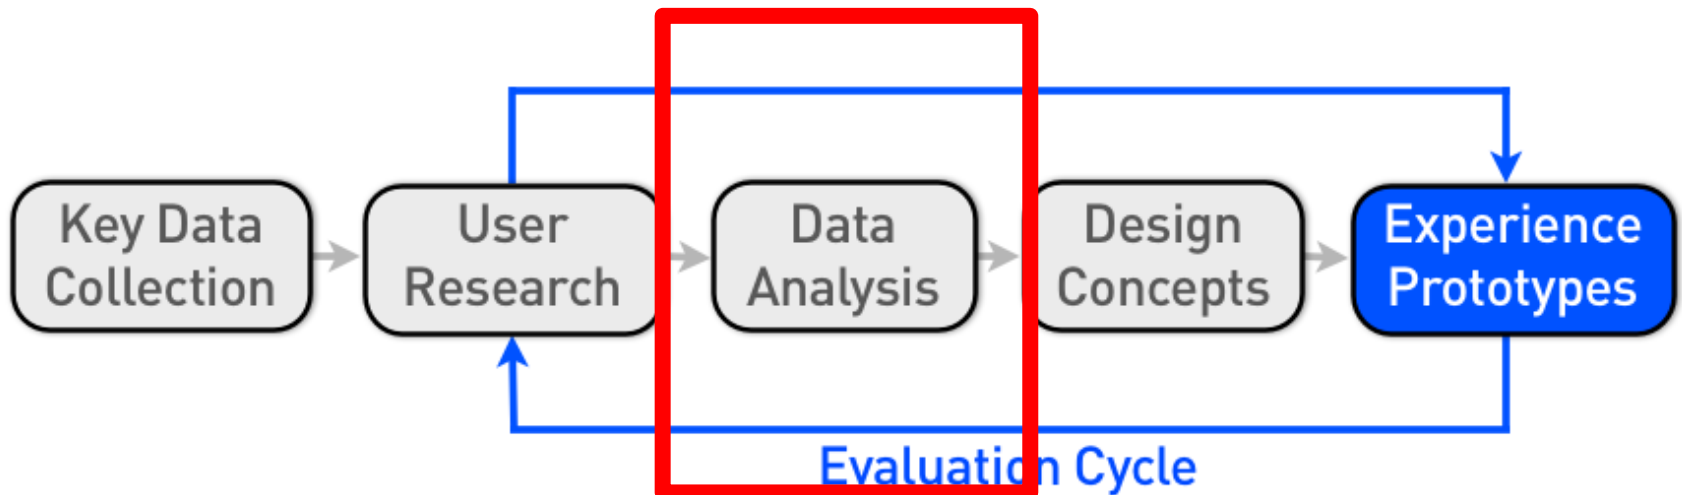 Key Data
Collection
User
Research
Data
Analysis
Design
Concepts
Experience
Prototypes
Evaluation Cycle